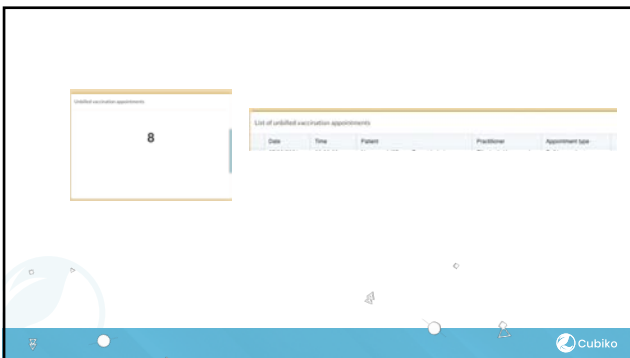 Unbilled vaccination appointments
8
List of unbilled vaccination appointments
Date Time Patient Practitioner Appointment type
Cubiko